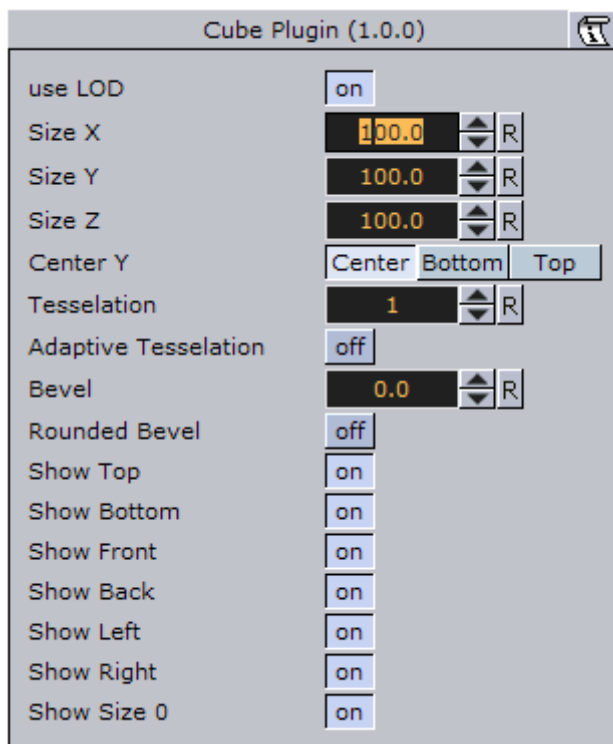 Cube Plugin (1.0.0)
use LOD on
Size X 100.0 R
Size Y 100.0 R
Size Z 100.0 R
Center Y Center Bottom Top
Tesselation 1 R
Adaptive Tesselation off
Bevel 0.0 R
Rounded Bevel off
Show Top on
Show Bottom on
Show Front on
Show Back on
Show Left on
Show Right on
Show Size 0 on